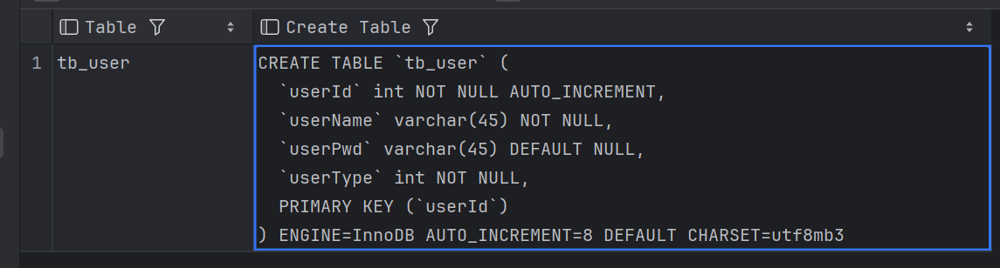 Table Create Table
1 tb_user CREATE TABLE `tb_user` (
`userId` int NOT NULL AUTO_INCREMENT,
`userName` varchar(45) NOT NULL,
`userPwd` varchar(45) DEFAULT NULL,
`userType` int NOT NULL,
PRIMARY KEY (`userId`)
) ENGINE=InnoDB AUTO_INCREMENT=8 DEFAULT CHARSET=utf8mb3